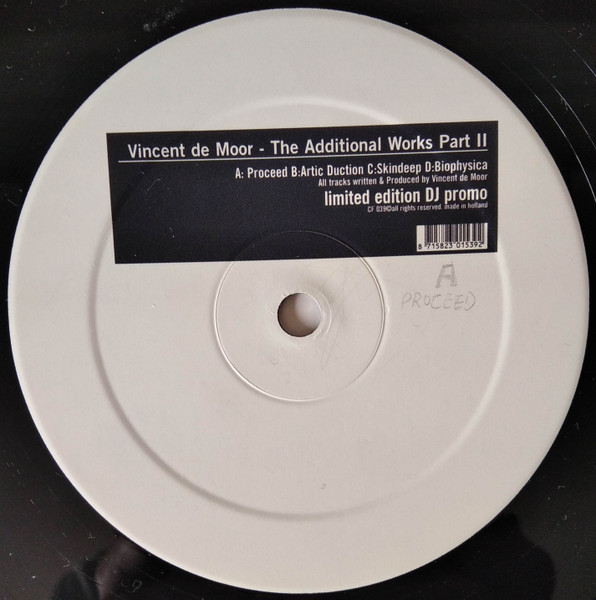 Vincent de Moor - The Additional Works Part II
A: Proceed B:Artic Duction C:Skindeep D:Biophysica
All tracks written & Produced by Vincent de Moor
limited edition DJ promo
CF 039©all rights reserved. made in holland
8 715823 015392
A
PROCEED